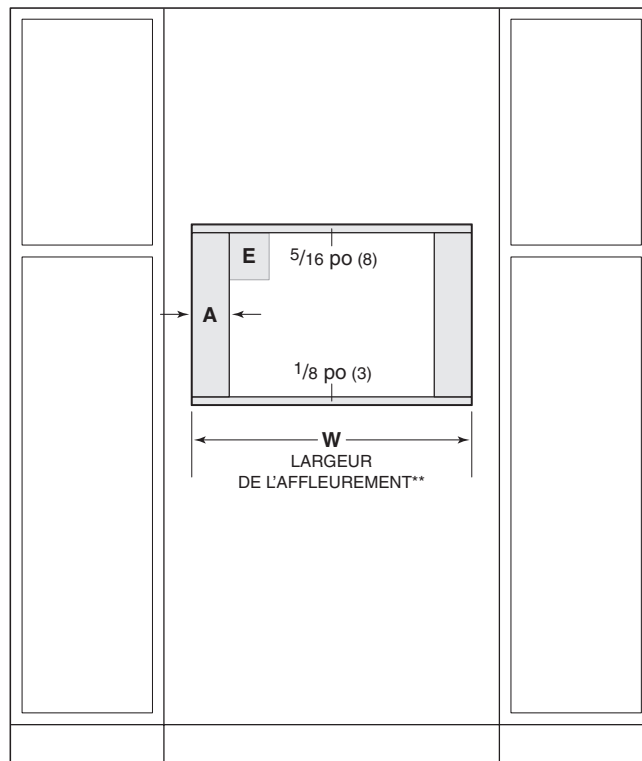 E
5/16 po (8)
A
1/8 po (3)
W
LARGEUR
DE L'AFFLEUREMENT**